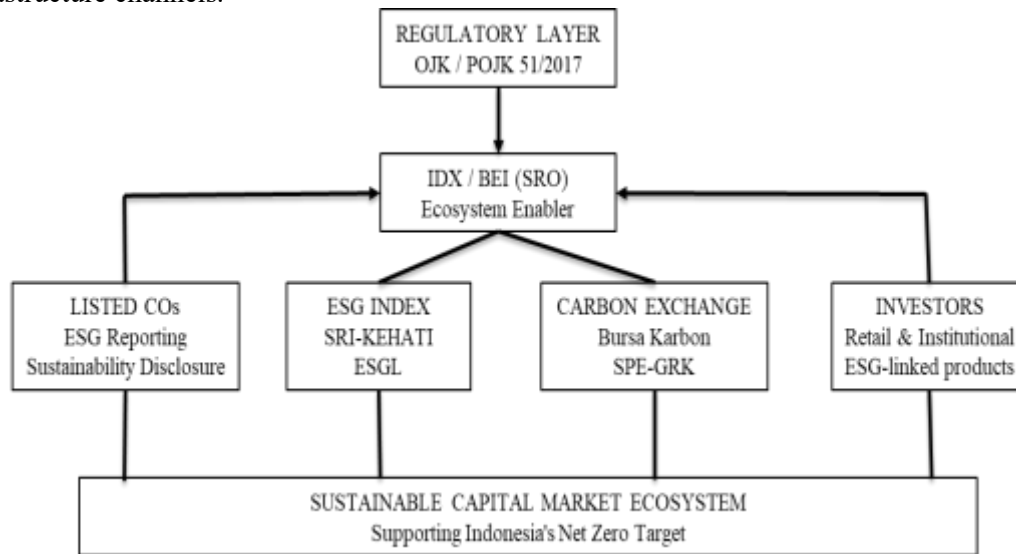 structure channels.
REGULATORY LAYER
OJK / POJK 51/2017
IDX / BEI (SRO)
Ecosystem Enabler
LISTED COs
ESG Reporting
Sustainability Disclosure
ESG INDEX
SRI-KEHATI
ESGL
CARBON EXCHANGE
Bursa Karbon
SPE-GRK
INVESTORS
Retail & Institutional
ESG-linked products
SUSTAINABLE CAPITAL MARKET ECOSYSTEM
Supporting Indonesia's Net Zero Target